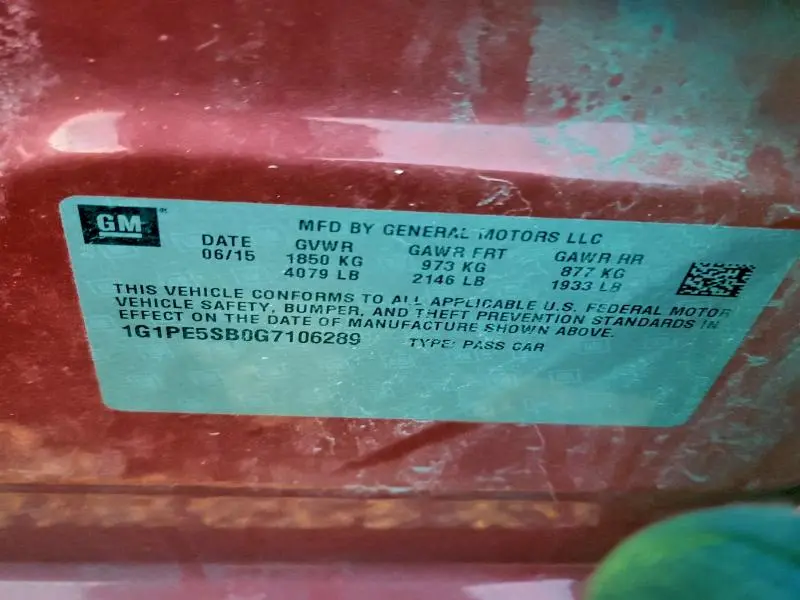 GM ®
MFD BY GENERAL MOTORS LLC
DATE GVWR GAWR FRT GAWR RR
06/15 1850 KG 973 KG 877 KG
4079 LB 2146 LB 1933 LB
THIS VEHICLE CONFORMS TO ALL APPLICABLE U.S. FEDERAL MOTOR
VEHICLE SAFETY, BUMPER, AND THEFT PREVENTION STANDARDS IN
EFFECT ON THE DATE OF MANUFACTURE SHOWN ABOVE.
1G1PE5SB0G7106289 TYPE: PASS CAR